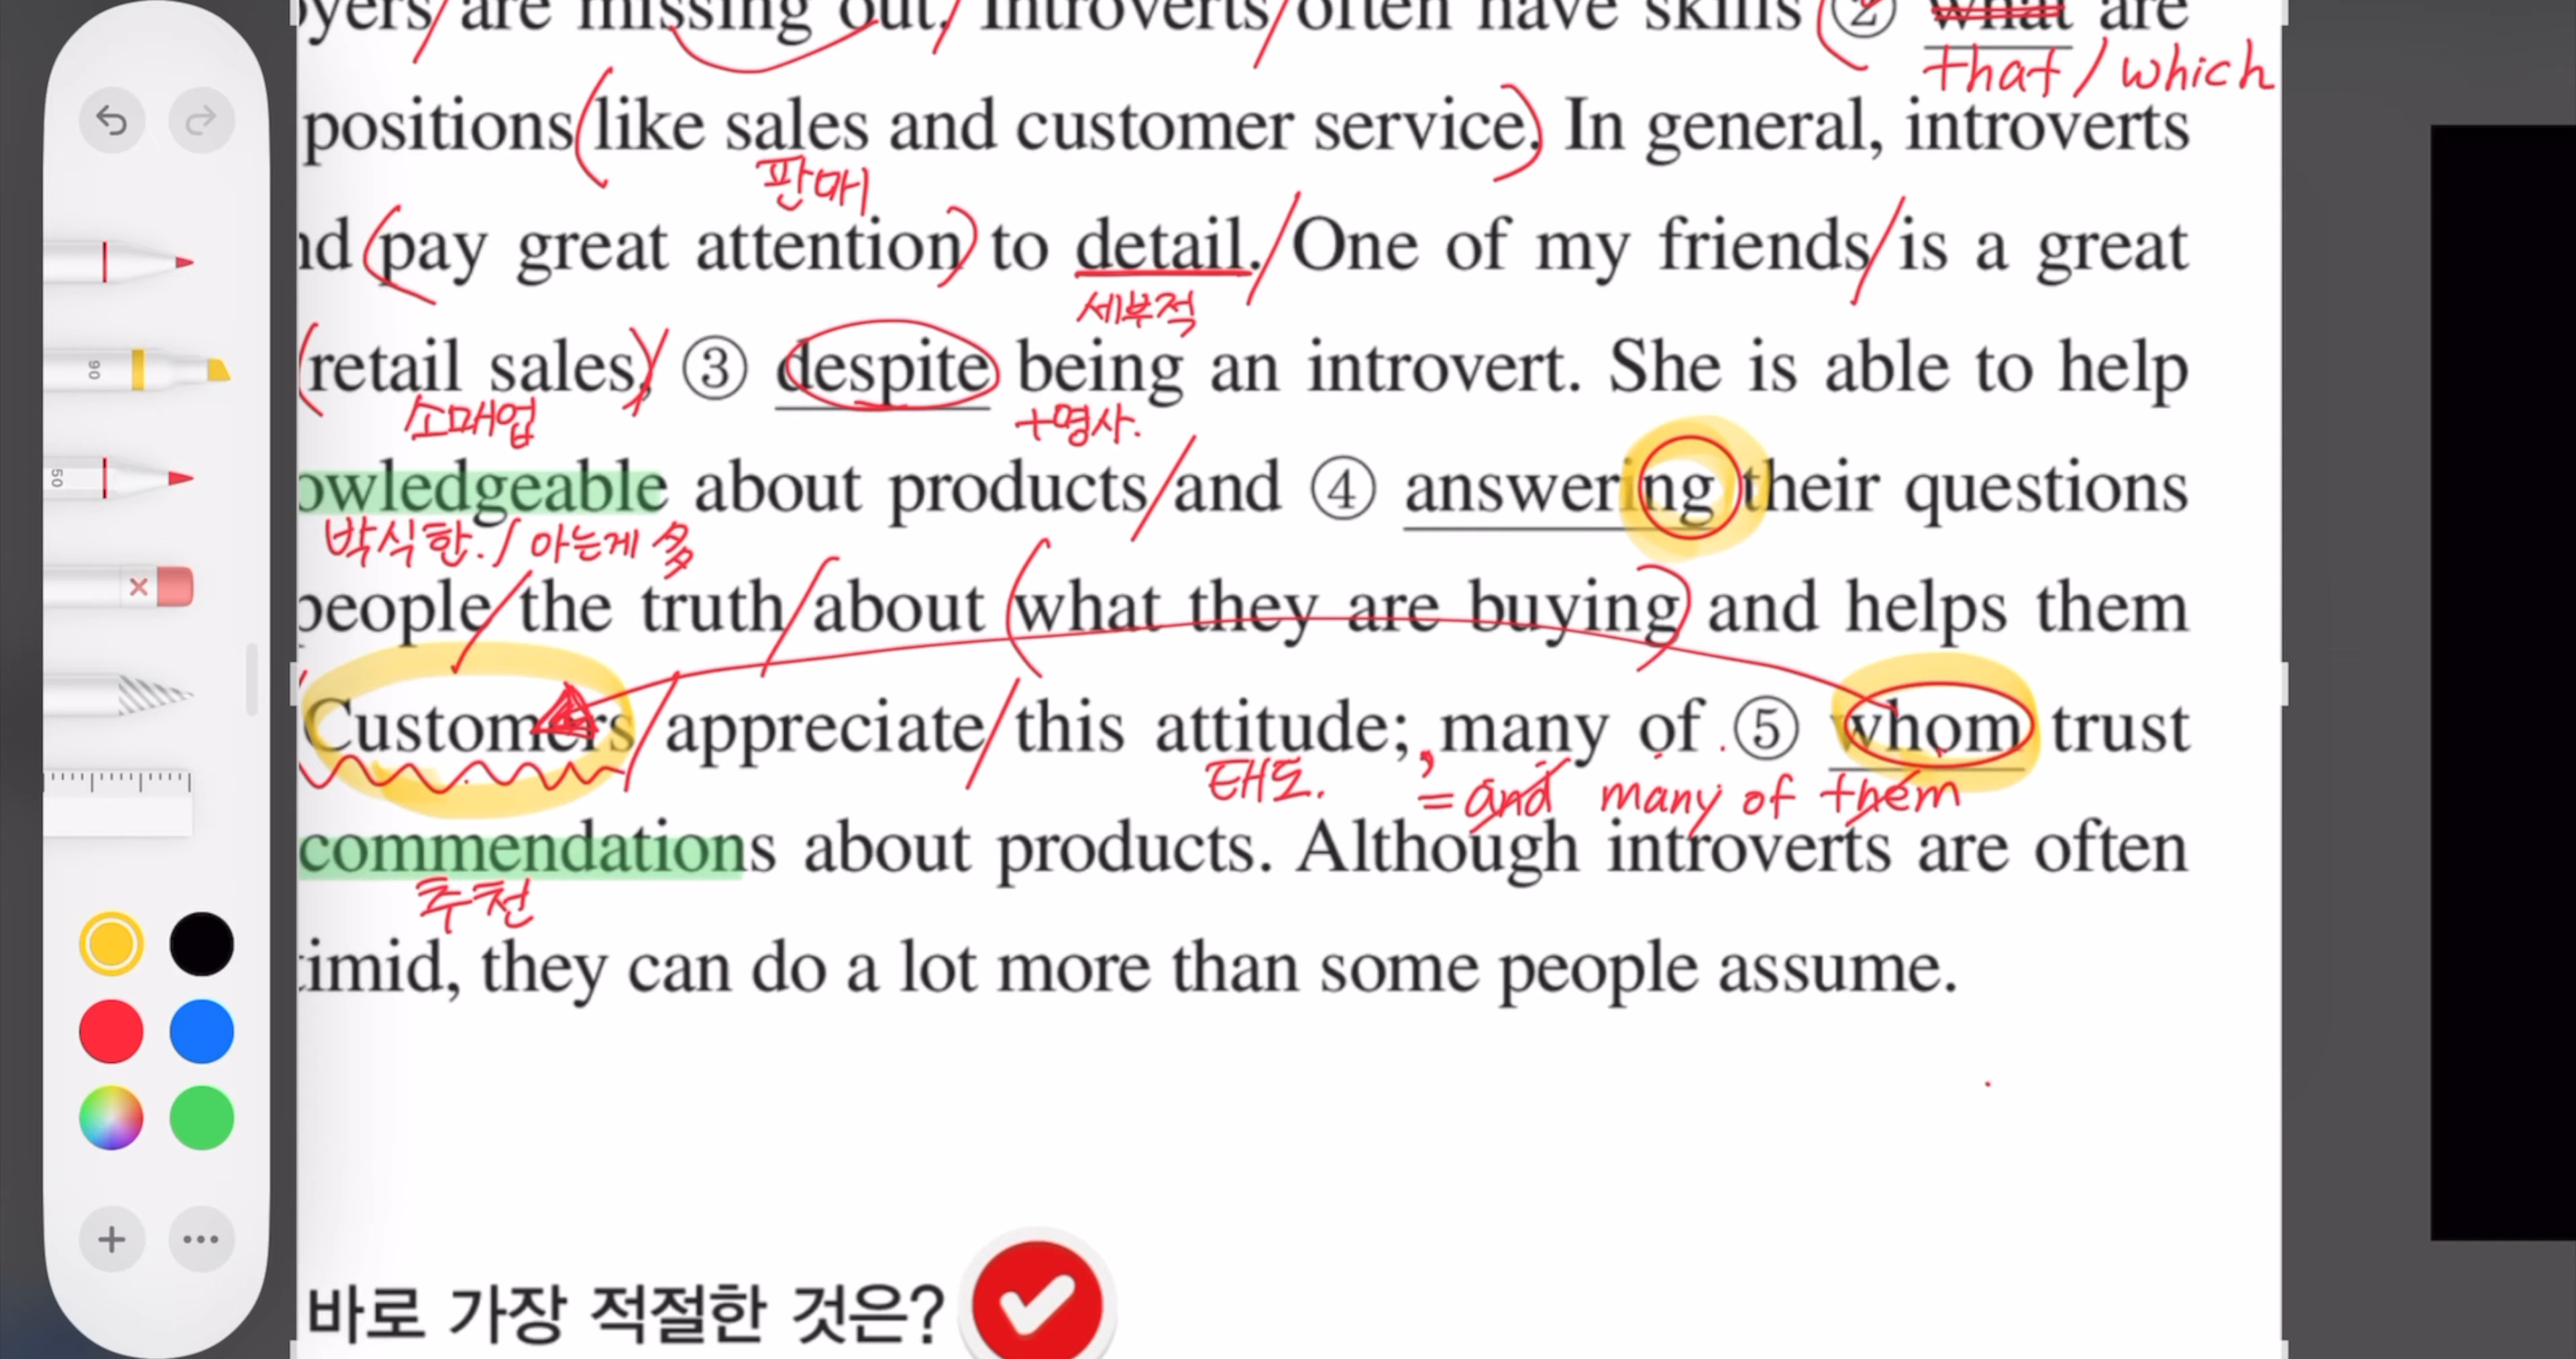 oyers are missing out. Introverts often have skills ② what are
that / which
positions like sales and customer service. In general, introverts
판매
nd pay great attention to detail. One of my friends is a great
세부적
retail sales, ③ despite being an introvert. She is able to help
소매업 +명사.
90
owledgeable about products and ④ answering their questions
50
박식한. / 아는게 多
people the truth about what they are buying and helps them
Customers appreciate this attitude; , many of ⑤ whom trust
태도. = and many of them
commendations about products. Although introverts are often
추천
timid, they can do a lot more than some people assume.
바로 가장 적절한 것은?